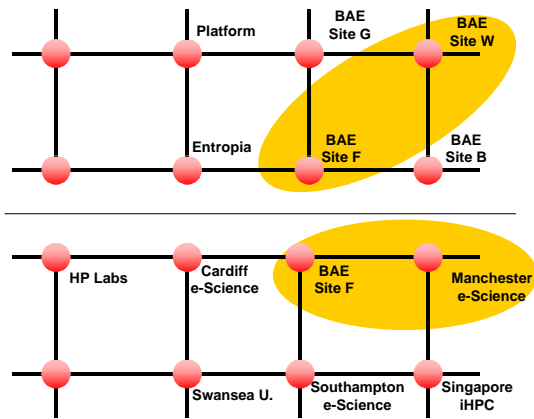 Platform
BAE
Site G
BAE
Site W
Entropia
BAE
Site F
BAE
Site B
HP Labs
Cardiff
e-Science
BAE
Site F
Manchester
e-Science
Swansea U.
Southampton
e-Science
Singapore
iHPC